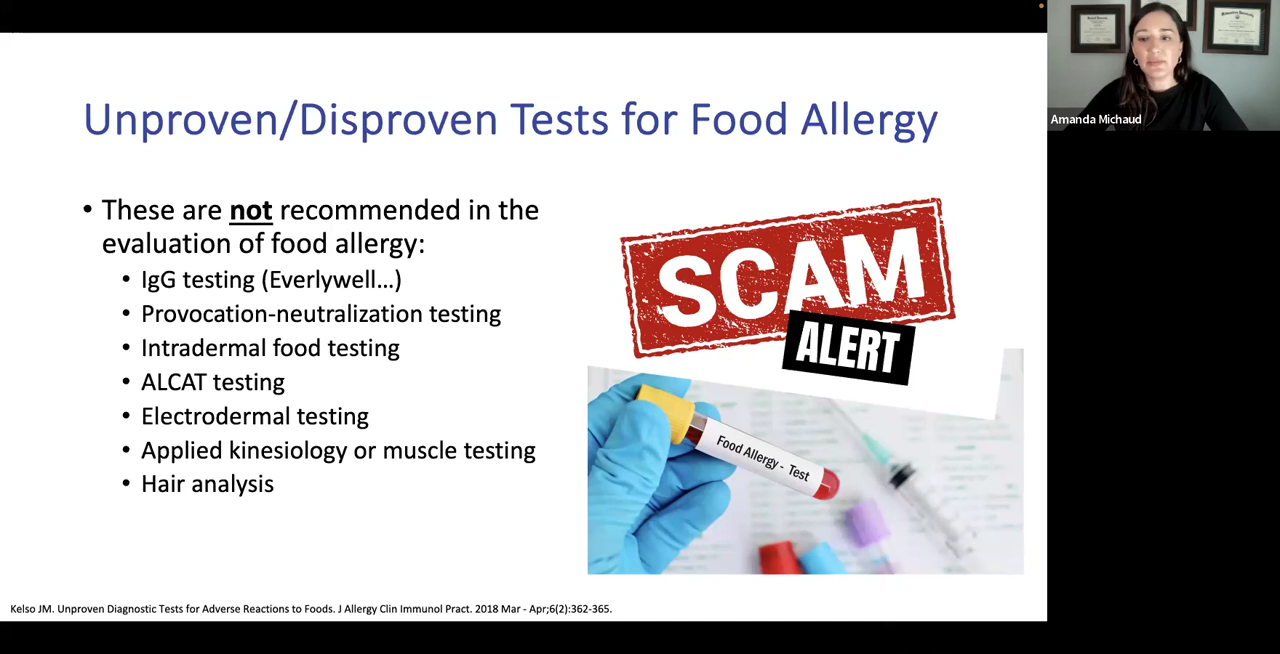 Unproven/Disproven Tests for Food Allergy
• These are not recommended in the
evaluation of food allergy:
• IgG testing (Everlywell...)
• Provocation-neutralization testing
• Intradermal food testing
• ALCAT testing
• Electrodermal testing
• Applied kinesiology or muscle testing
• Hair analysis
SCAM
ALERT
Food Allergy - Test
Kelso JM. Unproven Diagnostic Tests for Adverse Reactions to Foods. J Allergy Clin Immunol Pract. 2018 Mar - Apr;6(2):362-365.
Amanda Michaud